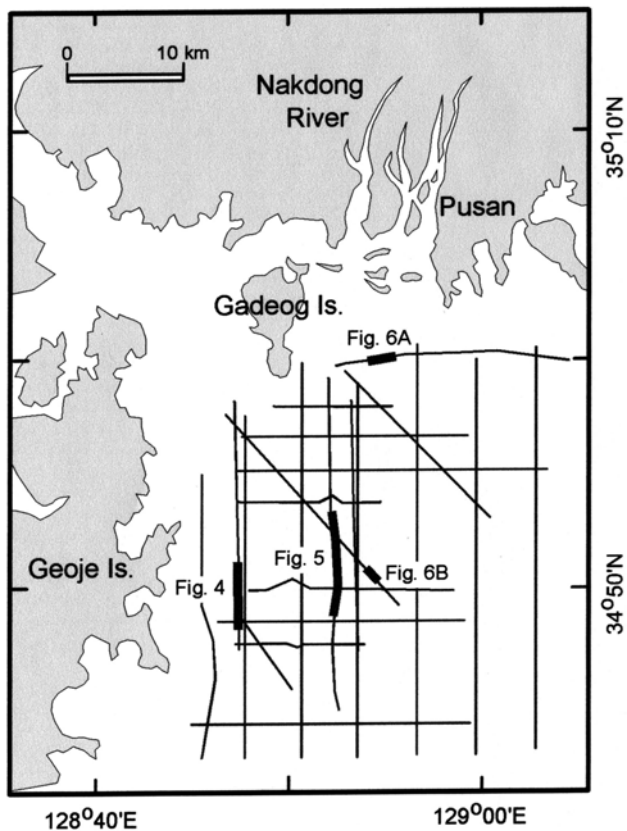 0 10 km
Nakdong
River
35°10'N
Pusan
Gadeog Is.
Fig. 6A
Geoje Is.
Fig. 4
Fig. 5
Fig. 6B
34°50'N
128°40'E
129°00'E